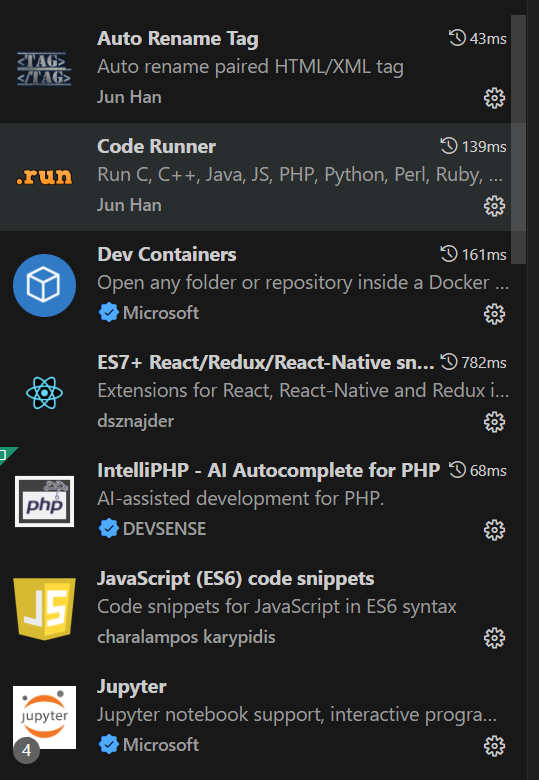 Auto Rename Tag 43ms
<TAG>
</TAG>
Auto rename paired HTML/XML tag
Jun Han
Code Runner 139ms
.run
Run C, C++, Java, JS, PHP, Python, Perl, Ruby, ...
Jun Han
Dev Containers 161ms
Open any folder or repository inside a Docker ...
Microsoft
ES7+ React/Redux/React-Native sn... 782ms
Extensions for React, React-Native and Redux i...
dsznajder
IntelliPHP - AI Autocomplete for PHP 68ms
php
AI-assisted development for PHP.
DEVSENSE
JavaScript (ES6) code snippets
JS
Code snippets for JavaScript in ES6 syntax
charalampos karypidis
Jupyter
jupyter
Jupyter notebook support, interactive progra...
4
Microsoft